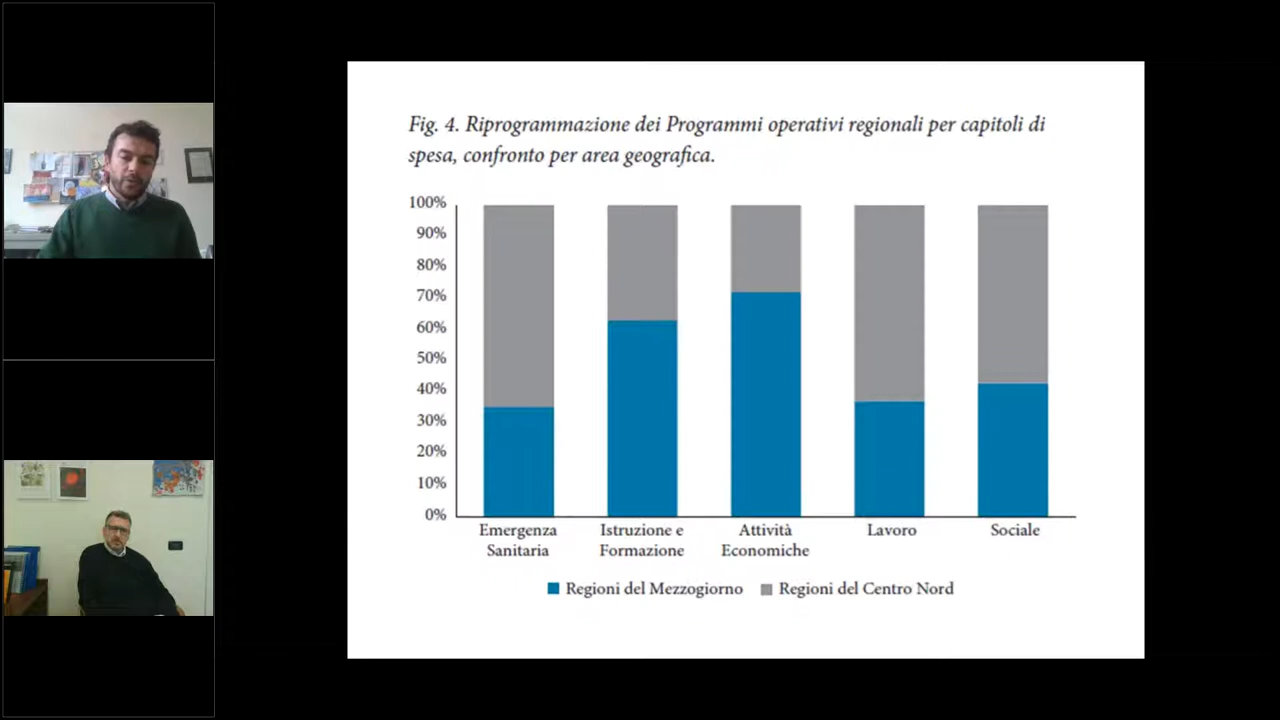 Fig. 4. Riprogrammazione dei Programmi operativi regionali per capitoli di
spesa, confronto per area geografica.
100%
90%
80%
70%
60%
50%
40%
30%
20%
10%
0%
Emergenza
Sanitaria
Istruzione e
Formazione
Attività
Economiche
Lavoro
Sociale
Regioni del Mezzogiorno
Regioni del Centro Nord